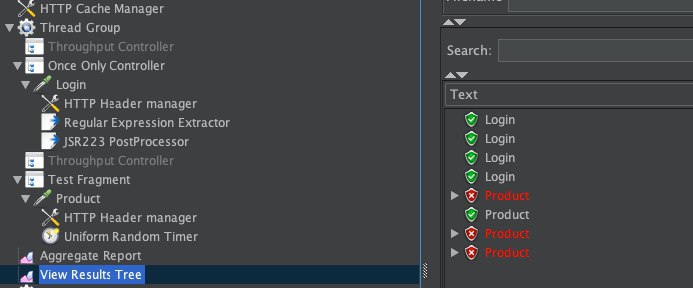 HTTP Cache Manager
Thread Group
Throughput Controller
Once Only Controller
Login
HTTP Header manager
Regular Expression Extractor
JSR223 PostProcessor
Throughput Controller
Test Fragment
Product
HTTP Header manager
Uniform Random Timer
Aggregate Report
View Results Tree
Filename
Search:
Text
Login
Login
Login
Login
Product
Product
Product
Product